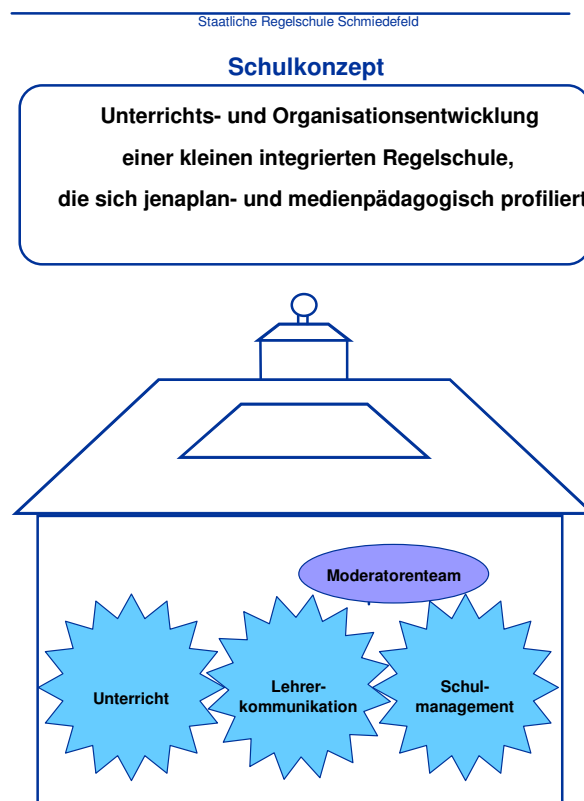 Staatliche Regelschule Schmiedefeld
Schulkonzept
Unterrichts- und Organisationsentwicklung
einer kleinen integrierten Regelschule,
die sich jenaplan- und medienpädagogisch profiliert
Moderatorenteam
Unterricht
Lehrer-
kommunikation
Schul-
management